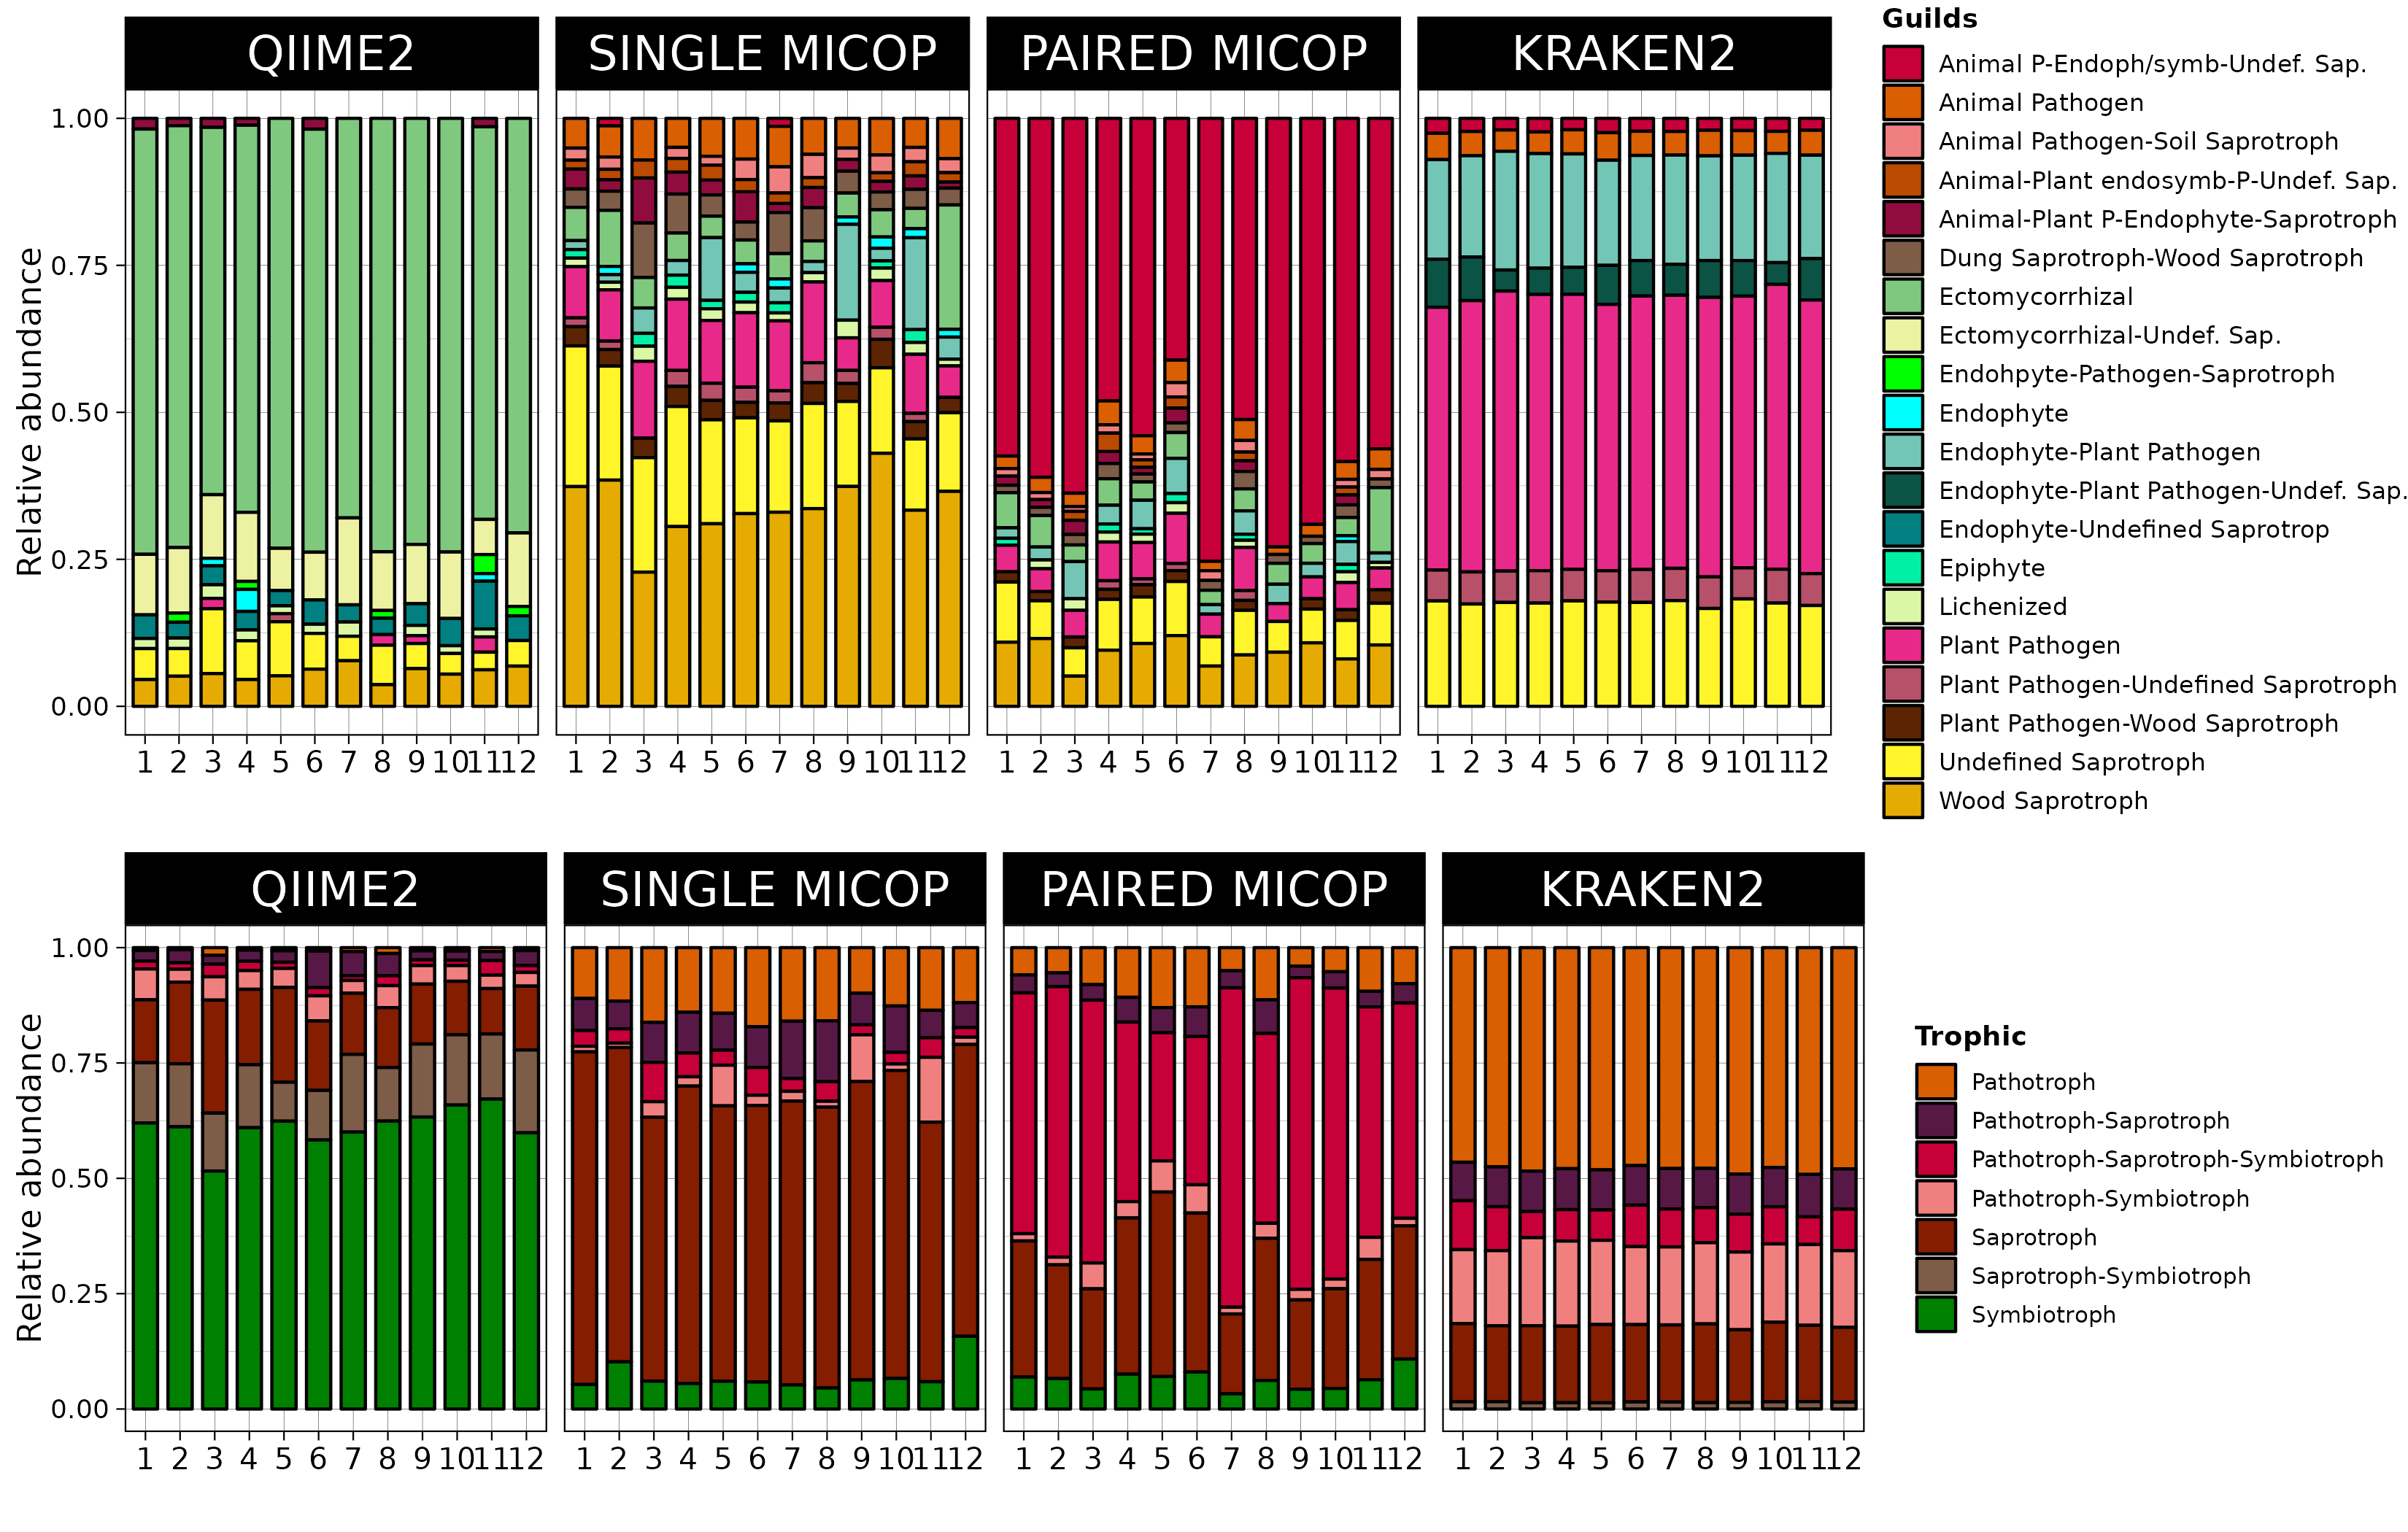 QIIME2 SINGLE MICOP PAIRED MICOP KRAKEN2
Relative abundance
1.00
0.75
0.50
0.25
0.00
1 2 3 4 5 6 7 8 9 10 11 12 1 2 3 4 5 6 7 8 9 10 11 12 1 2 3 4 5 6 7 8 9 10 11 12 1 2 3 4 5 6 7 8 9 10 11 12
Guilds
Animal P-Endoph/symb-Undef. Sap.
Animal Pathogen
Animal Pathogen-Soil Saprotroph
Animal-Plant endosymb-P-Undef. Sap.
Animal-Plant P-Endophyte-Saprotroph
Dung Saprotroph-Wood Saprotroph
Ectomycorrhizal
Ectomycorrhizal-Undef. Sap.
Endohpyte-Pathogen-Saprotroph
Endophyte
Endophyte-Plant Pathogen
Endophyte-Plant Pathogen-Undef. Sap.
Endophyte-Undefined Saprotrop
Epiphyte
Lichenized
Plant Pathogen
Plant Pathogen-Undefined Saprotroph
Plant Pathogen-Wood Saprotroph
Undefined Saprotroph
Wood Saprotroph
QIIME2 SINGLE MICOP PAIRED MICOP KRAKEN2
Relative abundance
1.00
0.75
0.50
0.25
0.00
1 2 3 4 5 6 7 8 9 10 11 12 1 2 3 4 5 6 7 8 9 10 11 12 1 2 3 4 5 6 7 8 9 10 11 12 1 2 3 4 5 6 7 8 9 10 11 12
Trophic
Pathotroph
Pathotroph-Saprotroph
Pathotroph-Saprotroph-Symbiotroph
Pathotroph-Symbiotroph
Saprotroph
Saprotroph-Symbiotroph
Symbiotroph